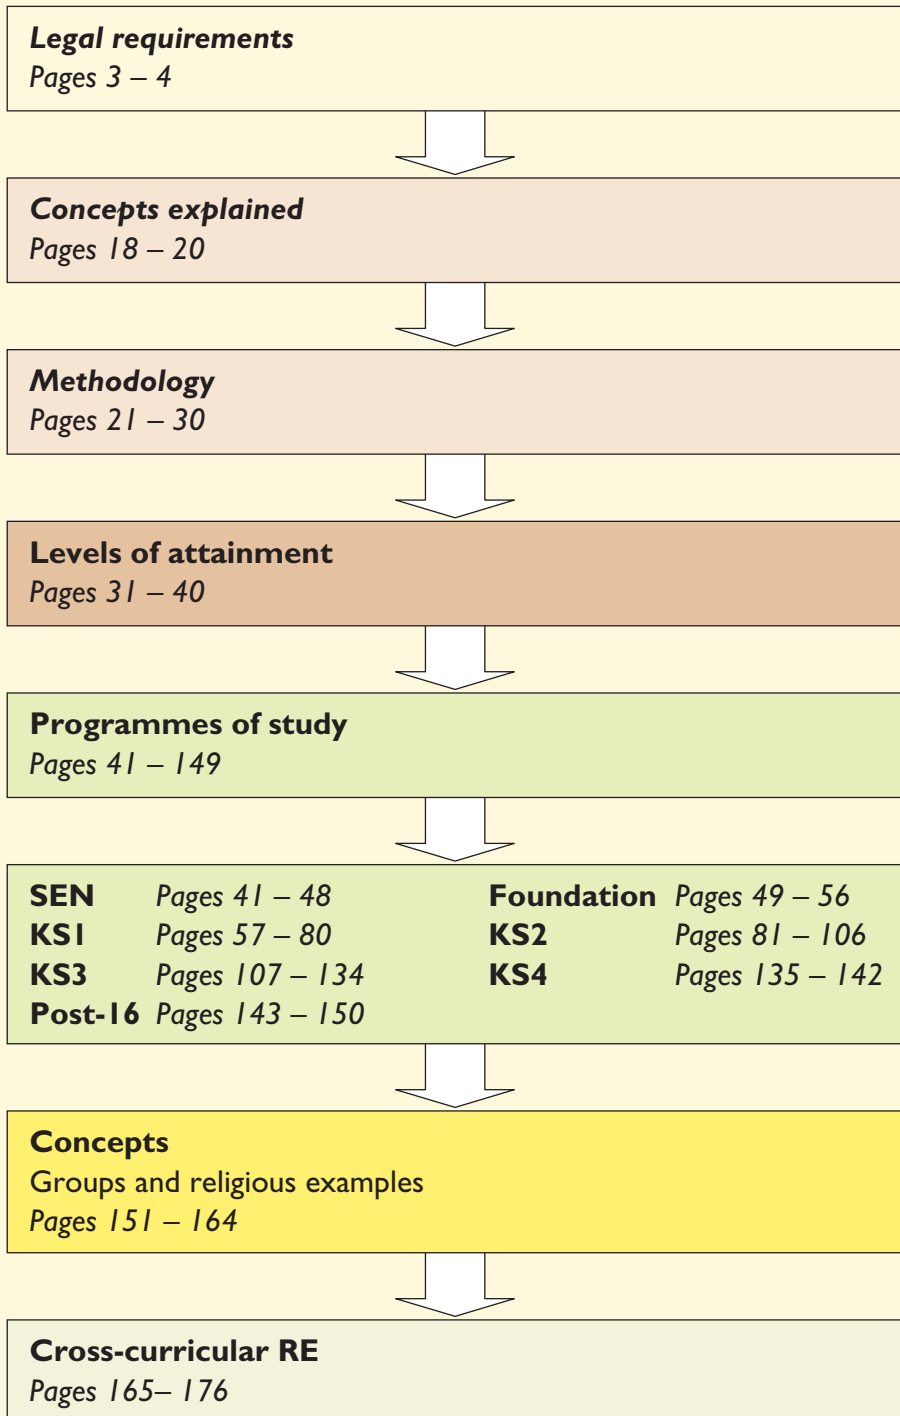 Legal requirements
Pages 3 – 4
Concepts explained
Pages 18 – 20
Methodology
Pages 21 – 30
Levels of attainment
Pages 31 – 40
Programmes of study
Pages 41 – 149
SEN Pages 41 – 48 Foundation Pages 49 – 56
KS1 Pages 57 – 80 KS2 Pages 81 – 106
KS3 Pages 107 – 134 KS4 Pages 135 – 142
Post-16 Pages 143 – 150
Concepts
Groups and religious examples
Pages 151 – 164
Cross-curricular RE
Pages 165– 176